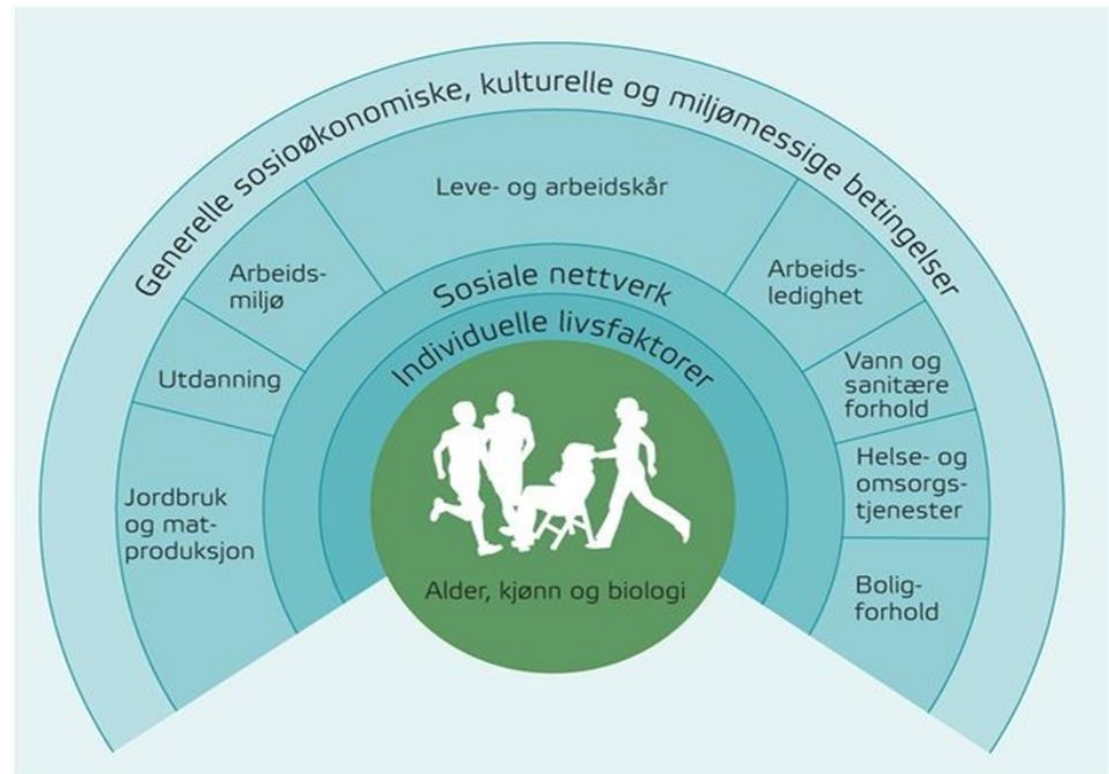 Generelle sosioøkonomiske, kulturelle og miljømessige betingelser
Leve- og arbeidskår
Arbeids-
miljø
Utdanning
Jordbruk
og mat-
produksjon
Arbeids-
ledighet
Vann og
sanitære
forhold
Helse- og
omsorgs-
tjenester
Bolig-
forhold
Sosiale nettverk
Individuelle livsfaktorer
Alder, kjønn og biologi